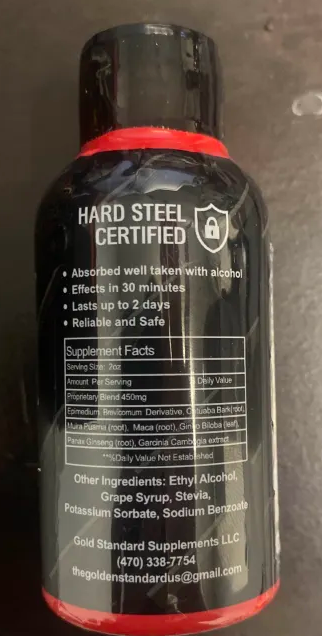 HARD STEEL
CERTIFIED
• Absorbed well taken with alcohol
• Effects in 30 minutes
• Lasts up to 2 days
• Reliable and Safe
Supplement Facts
Serving Size: 2oz
Amount Per Serving % Daily Value
Proprietary Blend 450mg
Epimedium Brevicornum Derivative, Catuaba Bark(root),
Muira Puama (root), Maca (root), Ginko Biloba (leaf),
Panax Ginseng (root), Garcinia Cambogia extract
**%Daily Value Not Established
Other Ingredients: Ethyl Alcohol,
Grape Syrup, Stevia,
Potassium Sorbate, Sodium Benzoate
Gold Standard Supplements LLC
(470) 338-7754
thegoldenstandardus@gmail.com